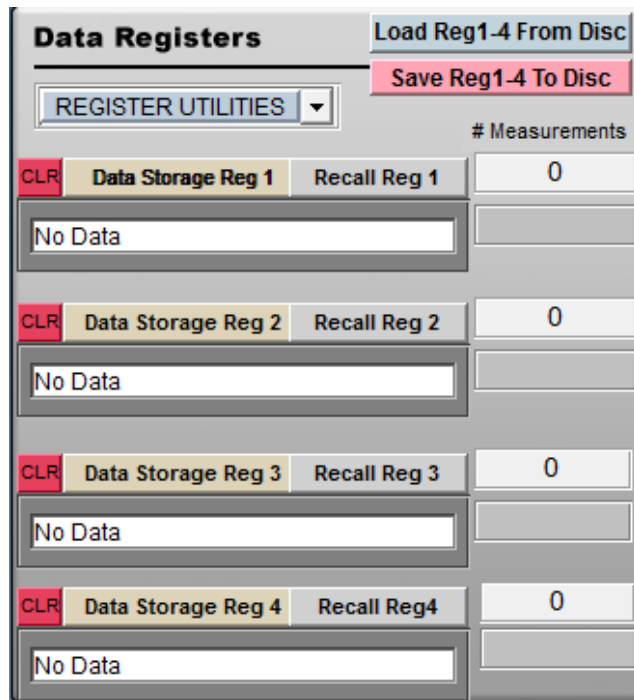 Data Registers
Load Reg1-4 From Disc
Save Reg1-4 To Disc
REGISTER UTILITIES
# Measurements
CLR Data Storage Reg 1 Recall Reg 1 0
No Data
CLR Data Storage Reg 2 Recall Reg 2 0
No Data
CLR Data Storage Reg 3 Recall Reg 3 0
No Data
CLR Data Storage Reg 4 Recall Reg4 0
No Data